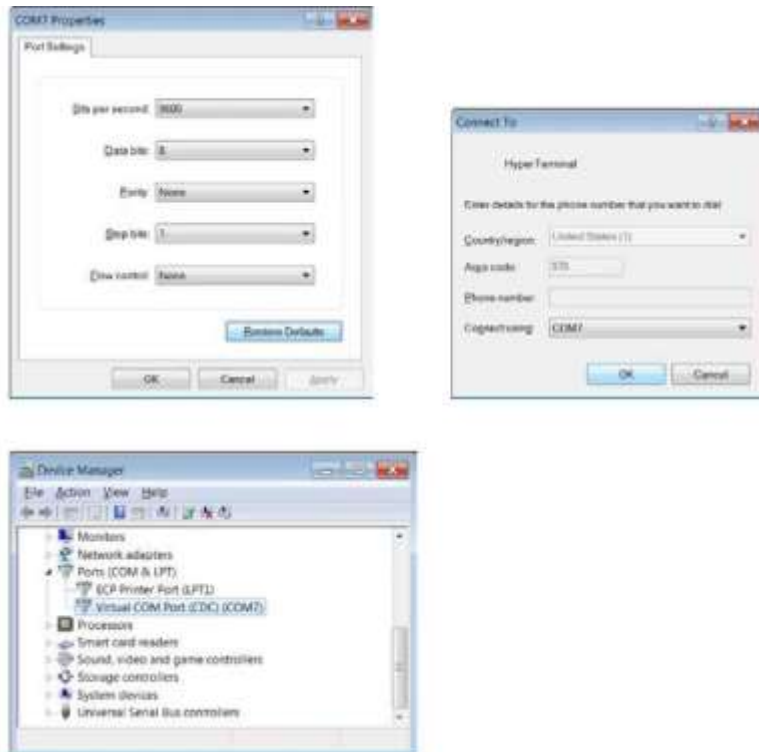 COM7 Properties
Port Settings
Bits per second: 9600
Data bits: 8
Parity: None
Stop bits: 1
Flow control: None
Restore Defaults
OK Cancel Apply
Connect To
HyperTerminal
Enter details for the phone number that you want to dial:
Country/region: United States (1)
Area code:
Phone number:
Connect using: COM7
OK Cancel
Device Manager
File Action View Help
Monitors
Network adapters
Ports (COM & LPT)
ECP Printer Port (LPT1)
Virtual COM Port (CDC) (COM7)
Processors
Smart card readers
Sound, video and game controllers
Storage controllers
System devices
Universal Serial Bus controllers